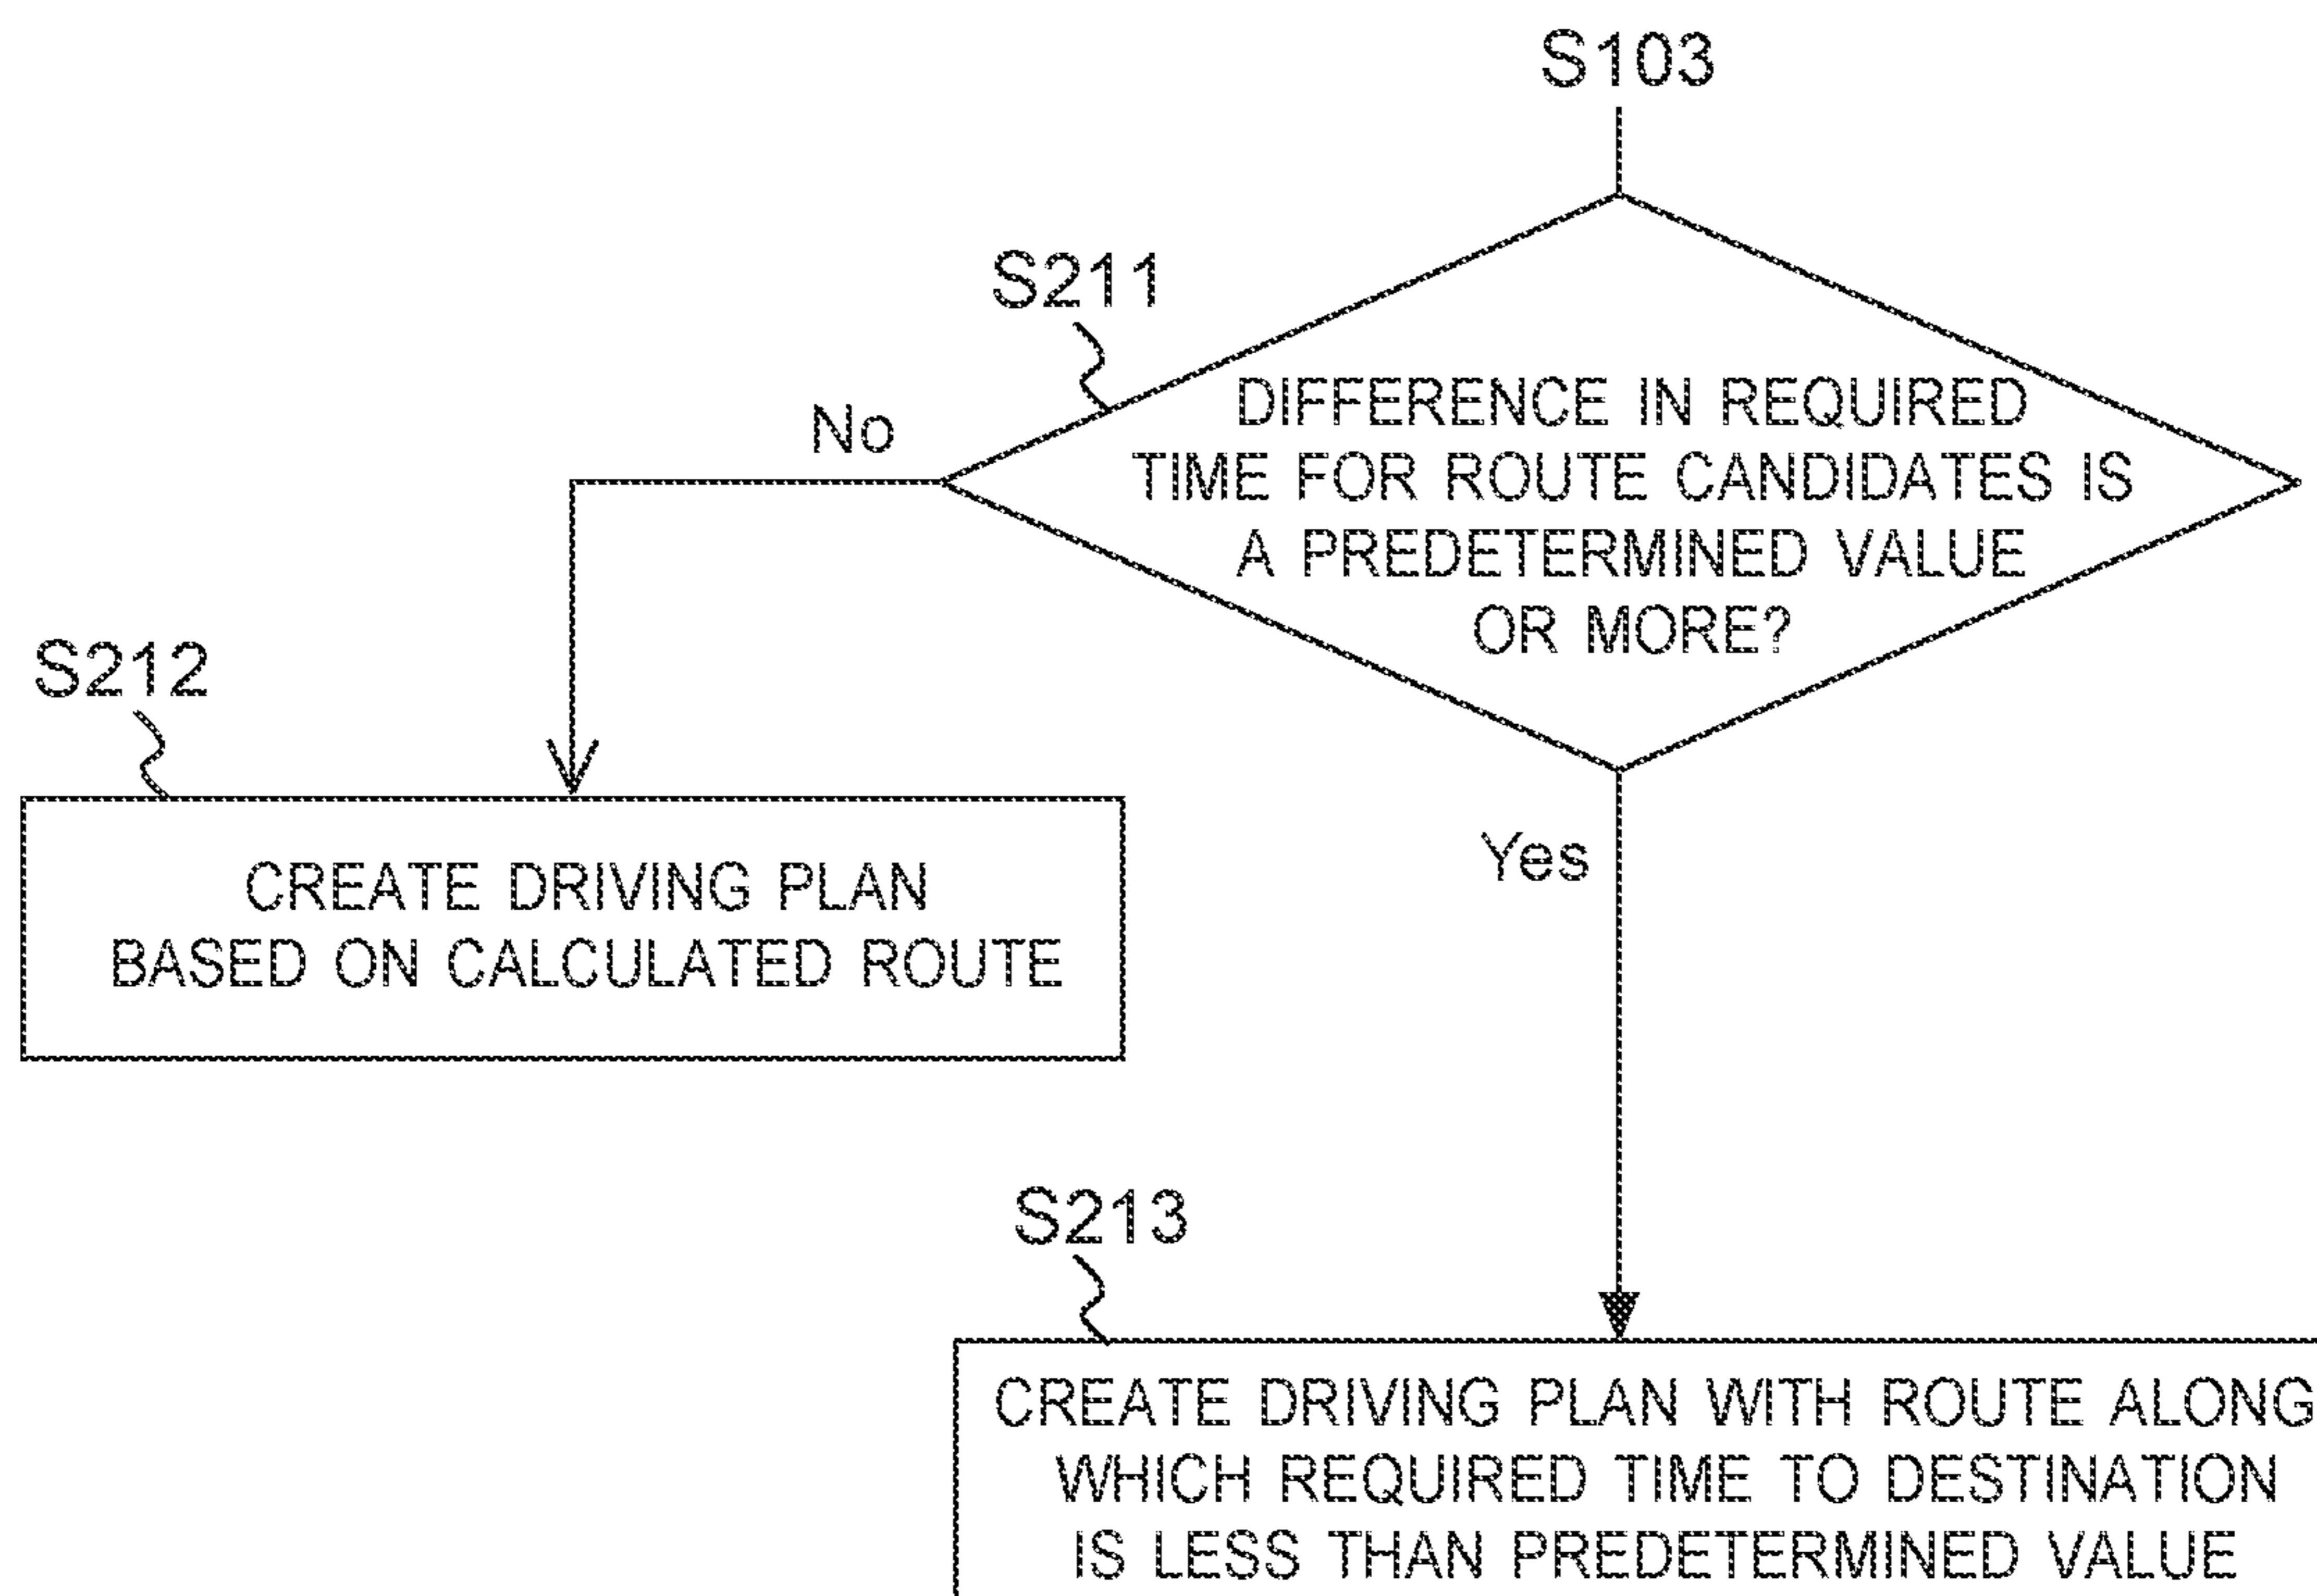 S103
S211
No
DIFFERENCE IN REQUIRED
TIME FOR ROUTE CANDIDATES IS
A PREDETERMINED VALUE
OR MORE?
S212
CREATE DRIVING PLAN
BASED ON CALCULATED ROUTE
Yes
S213
CREATE DRIVING PLAN WITH ROUTE ALONG
WHICH REQUIRED TIME TO DESTINATION
IS LESS THAN PREDETERMINED VALUE